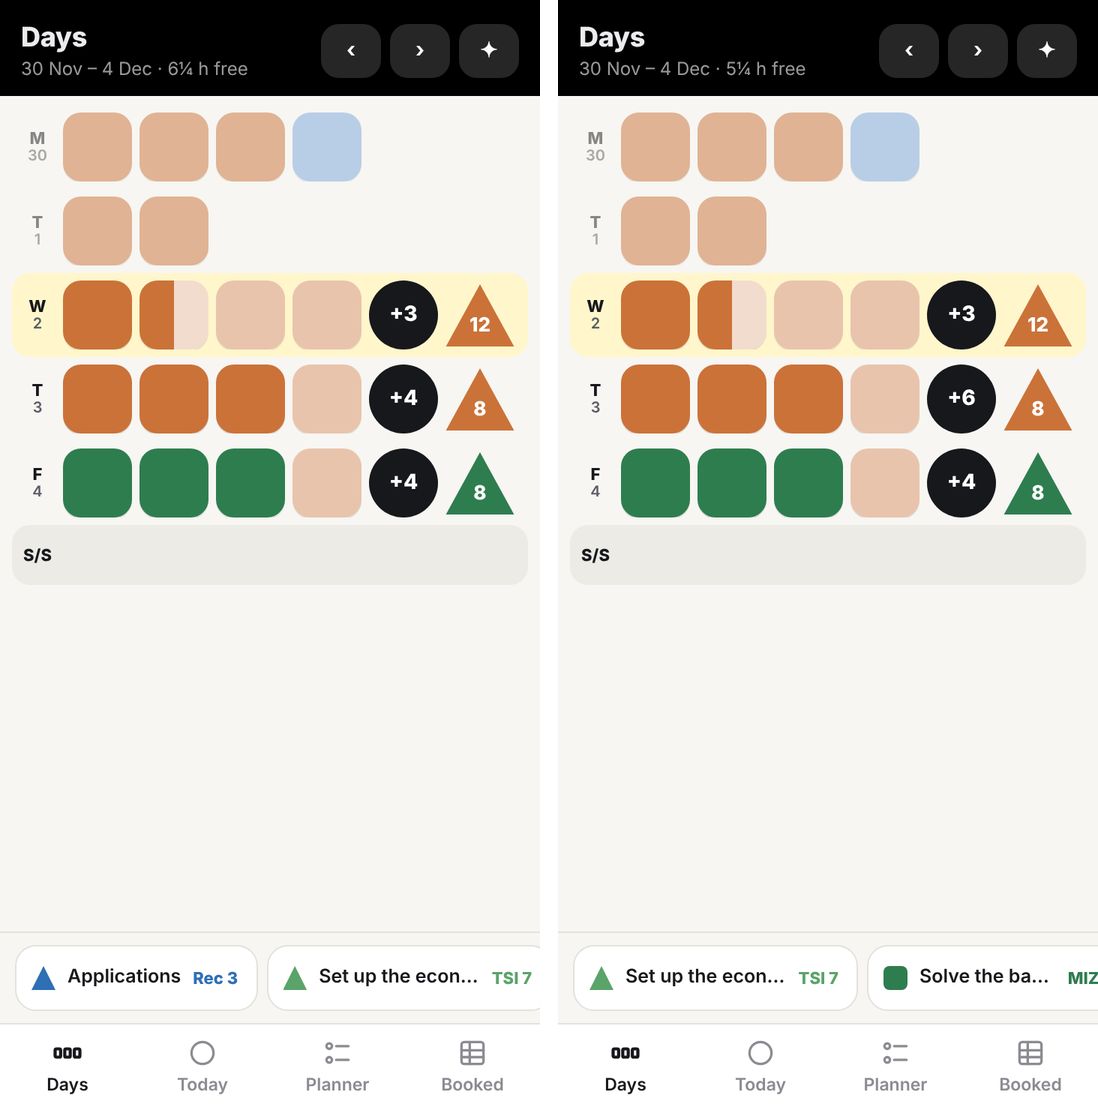 Days
30 Nov – 4 Dec · 6¼ h free
‹ › ✦
M
30
T
1
W
2
+3
12
T
3
+4
8
F
4
+4
8
S/S
Applications Rec 3
Set up the econ... TSI 7
Days Today Planner Booked
Days
30 Nov – 4 Dec · 5¼ h free
‹ › ✦
M
30
T
1
W
2
+3
12
T
3
+6
8
F
4
+4
8
S/S
Set up the econ... TSI 7
Solve the ba... MIZ
Days Today Planner Booked